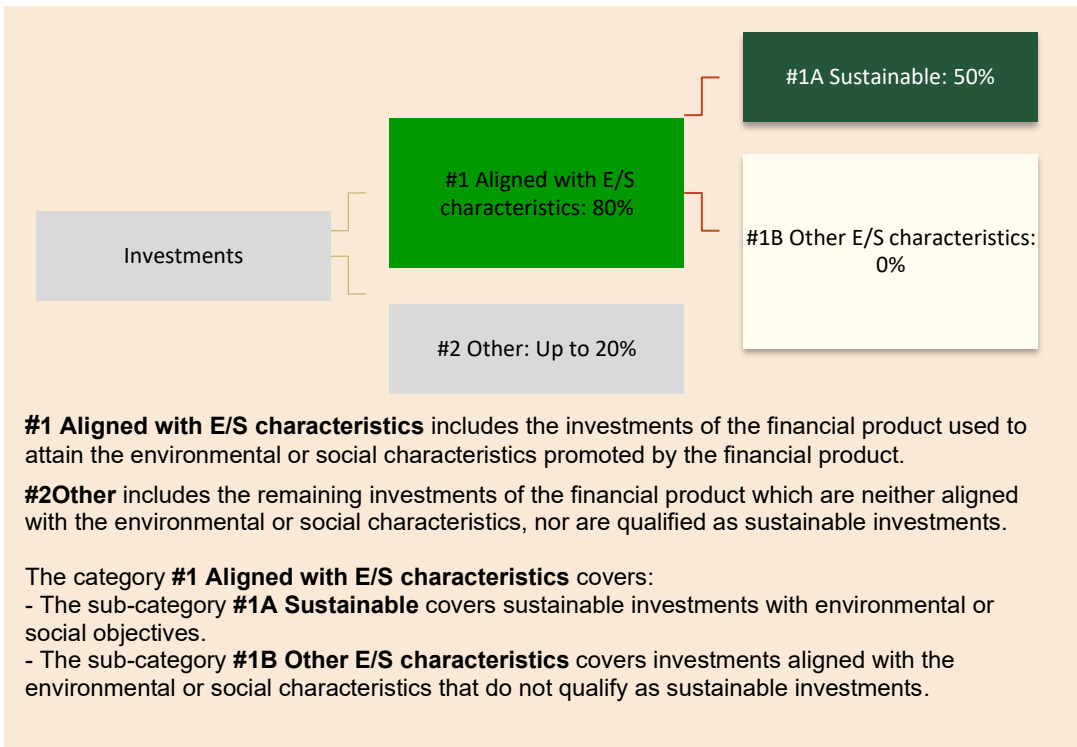 #1A Sustainable: 50%
#1 Aligned with E/S
characteristics: 80%
#1B Other E/S characteristics:
0%
Investments
#2 Other: Up to 20%
#1 Aligned with E/S characteristics includes the investments of the financial product used to
attain the environmental or social characteristics promoted by the financial product.
#2Other includes the remaining investments of the financial product which are neither aligned
with the environmental or social characteristics, nor are qualified as sustainable investments.
The category #1 Aligned with E/S characteristics covers:
- The sub-category #1A Sustainable covers sustainable investments with environmental or
social objectives.
- The sub-category #1B Other E/S characteristics covers investments aligned with the
environmental or social characteristics that do not qualify as sustainable investments.